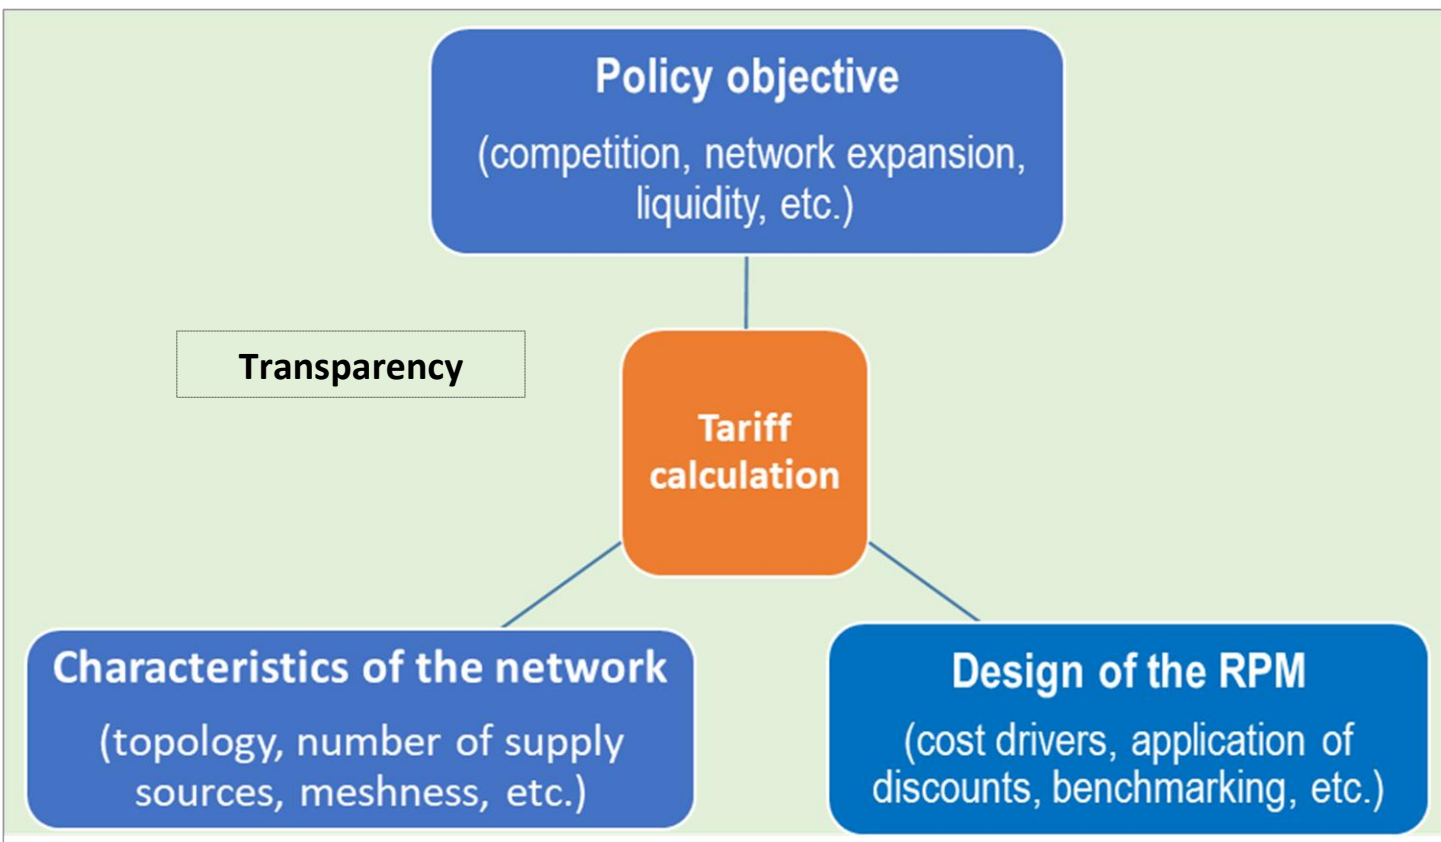 Policy objective
(competition, network expansion,
liquidity, etc.)
Transparency
Tariff
calculation
Characteristics of the network
(topology, number of supply
sources, meshness, etc.)
Design of the RPM
(cost drivers, application of
discounts, benchmarking, etc.)